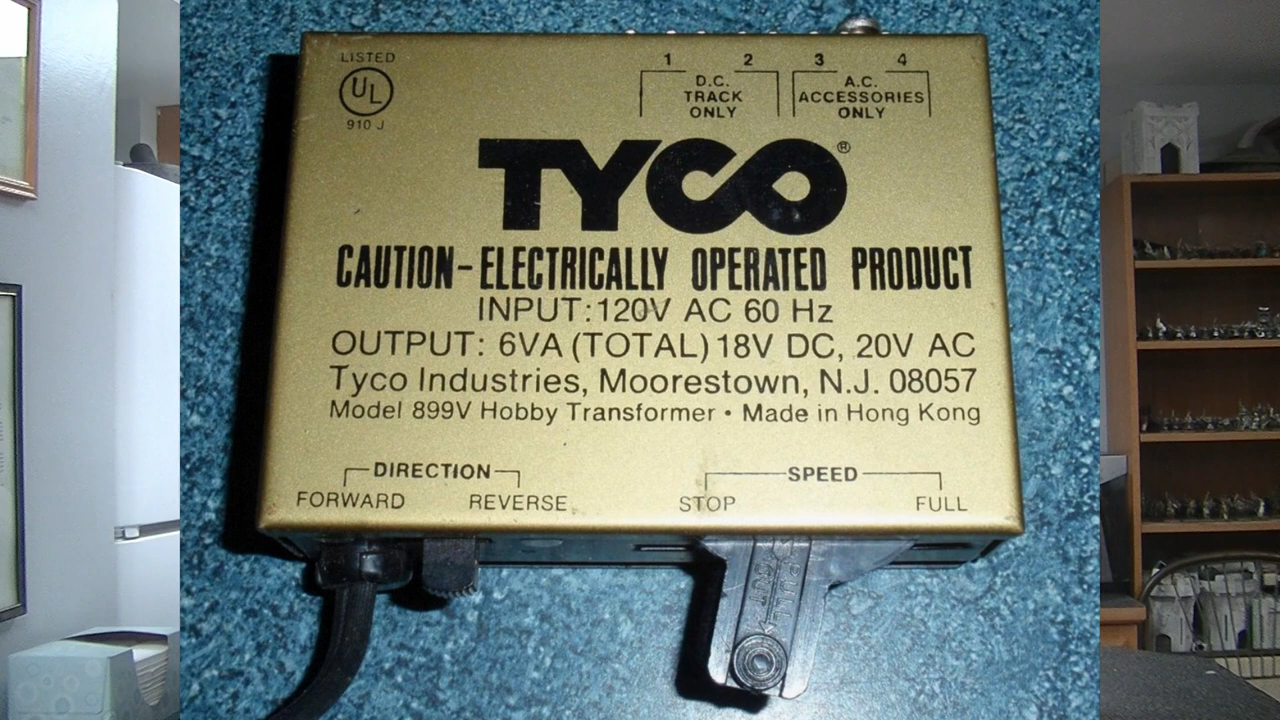 LISTED
UL
910 J
1 2 3 4
D.C. TRACK ONLY
A.C. ACCESSORIES ONLY
TYCO®
CAUTION-ELECTRICALLY OPERATED PRODUCT
INPUT: 120V AC 60 Hz
OUTPUT: 6VA (TOTAL) 18V DC, 20V AC
Tyco Industries, Moorestown, N.J. 08057
Model 899V Hobby Transformer • Made in Hong Kong
DIRECTION
FORWARD REVERSE
SPEED
STOP FULL
PULL OUT